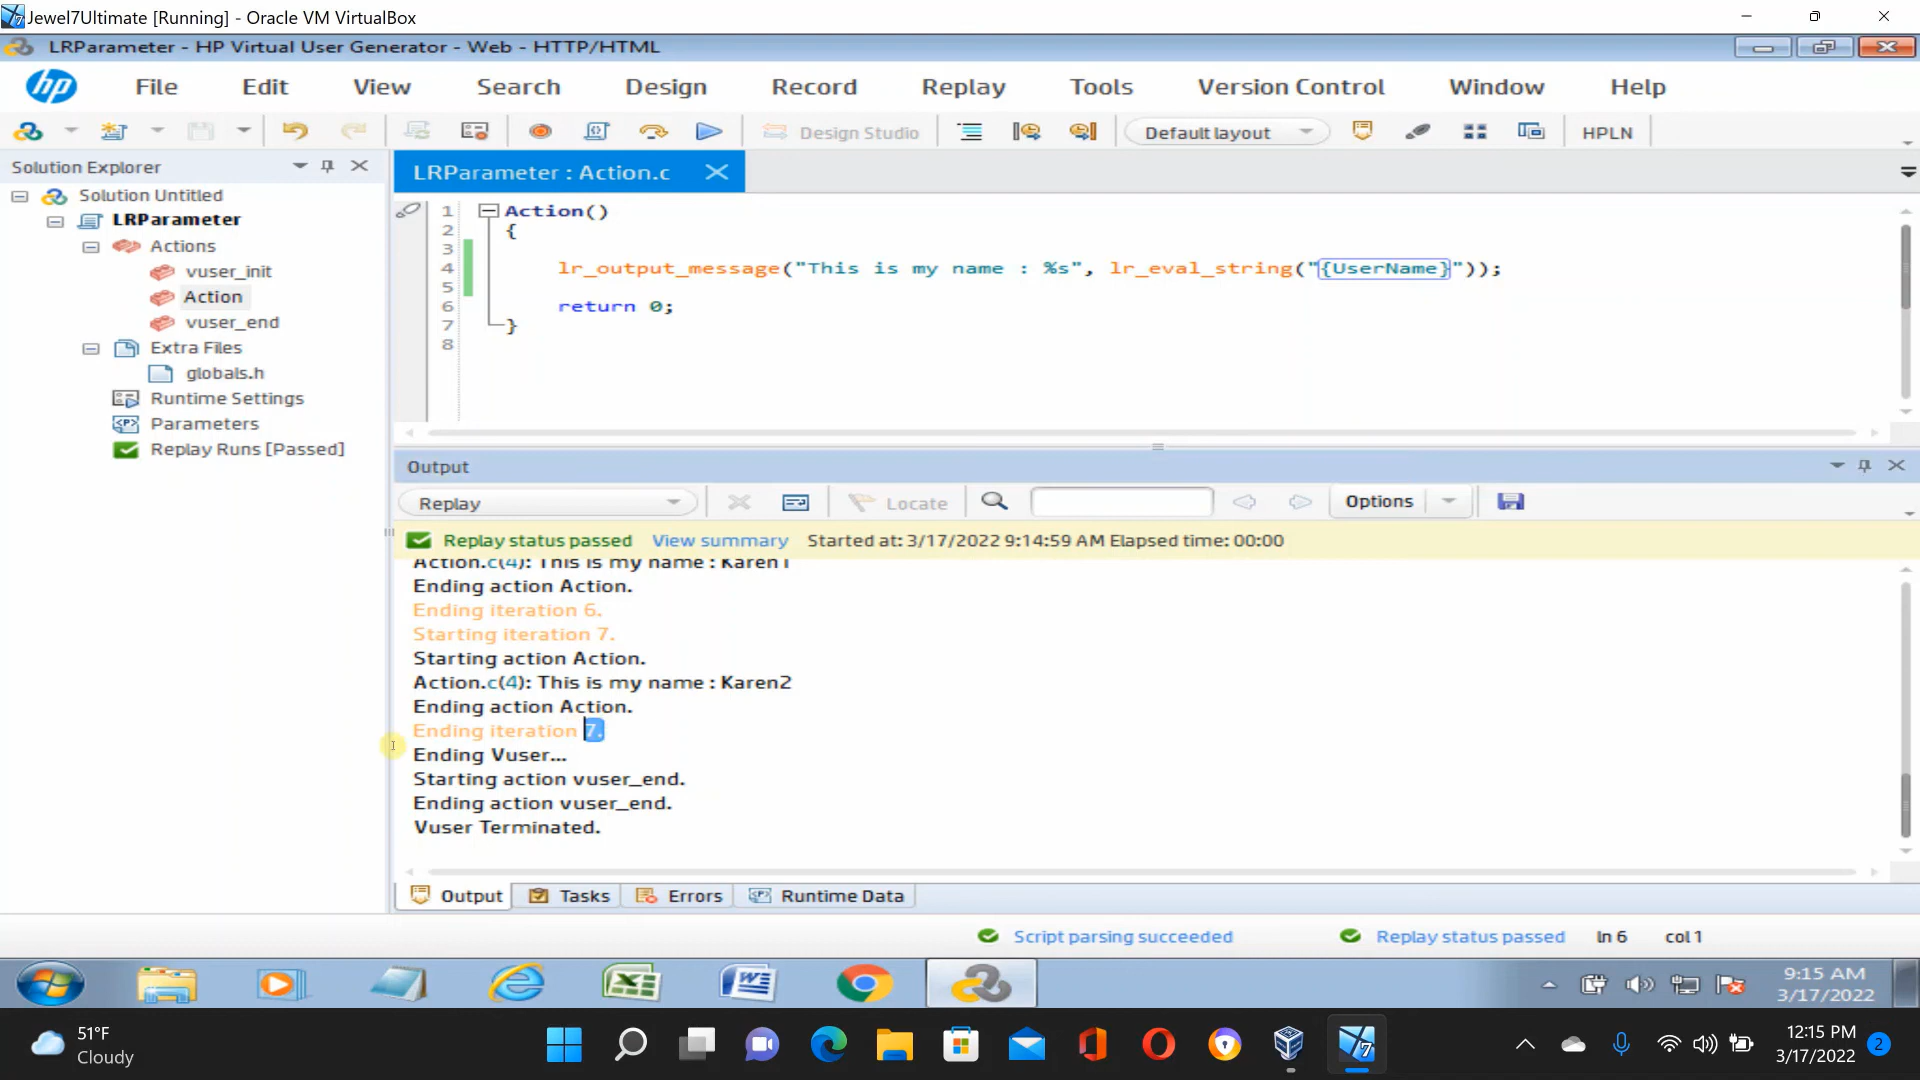 Jewel7Ultimate [Running] - Oracle VM VirtualBox
LRParameter - HP Virtual User Generator - Web - HTTP/HTML
hp File Edit View Search Design Record Replay Tools Version Control Window Help
Design Studio Default layout HPLN
Solution Explorer
Solution Untitled
LRParameter
Actions
vuser_init
Action
vuser_end
Extra Files
globals.h
Runtime Settings
Parameters
Replay Runs [Passed]
LRParameter : Action.c
1 Action()
2 {
3
4 lr_output_message("This is my name : %s", lr_eval_string("{UserName}"));
5
6 return 0;
7 }
8
Output
Replay Locate Options
Replay status passed View summary Started at: 3/17/2022 9:14:59 AM Elapsed time: 00:00
Action.c(4): This is my name : Karen1
Ending action Action.
Ending iteration 6.
Starting iteration 7.
Starting action Action.
Action.c(4): This is my name : Karen2
Ending action Action.
Ending iteration 7.
Ending Vuser...
Starting action vuser_end.
Ending action vuser_end.
Vuser Terminated.
Output Tasks Errors Runtime Data
Script parsing succeeded Replay status passed ln 6 col 1
9:15 AM
3/17/2022
51°F
Cloudy
12:15 PM
3/17/2022
2